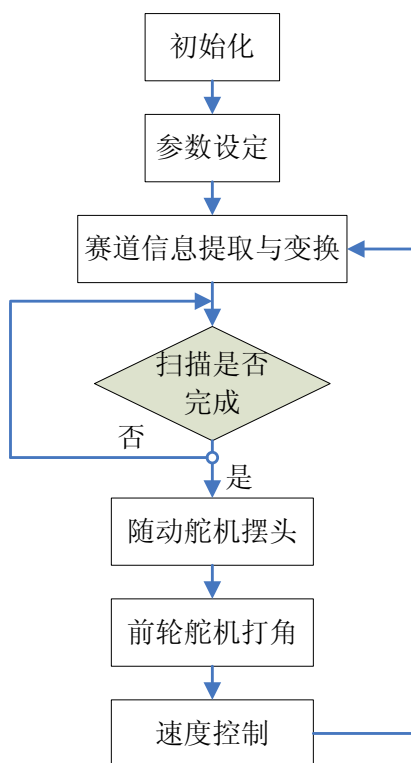 初始化
参数设定
赛道信息提取与变换
扫描是否
完成
否
是
随动舵机摆头
前轮舵机打角
速度控制